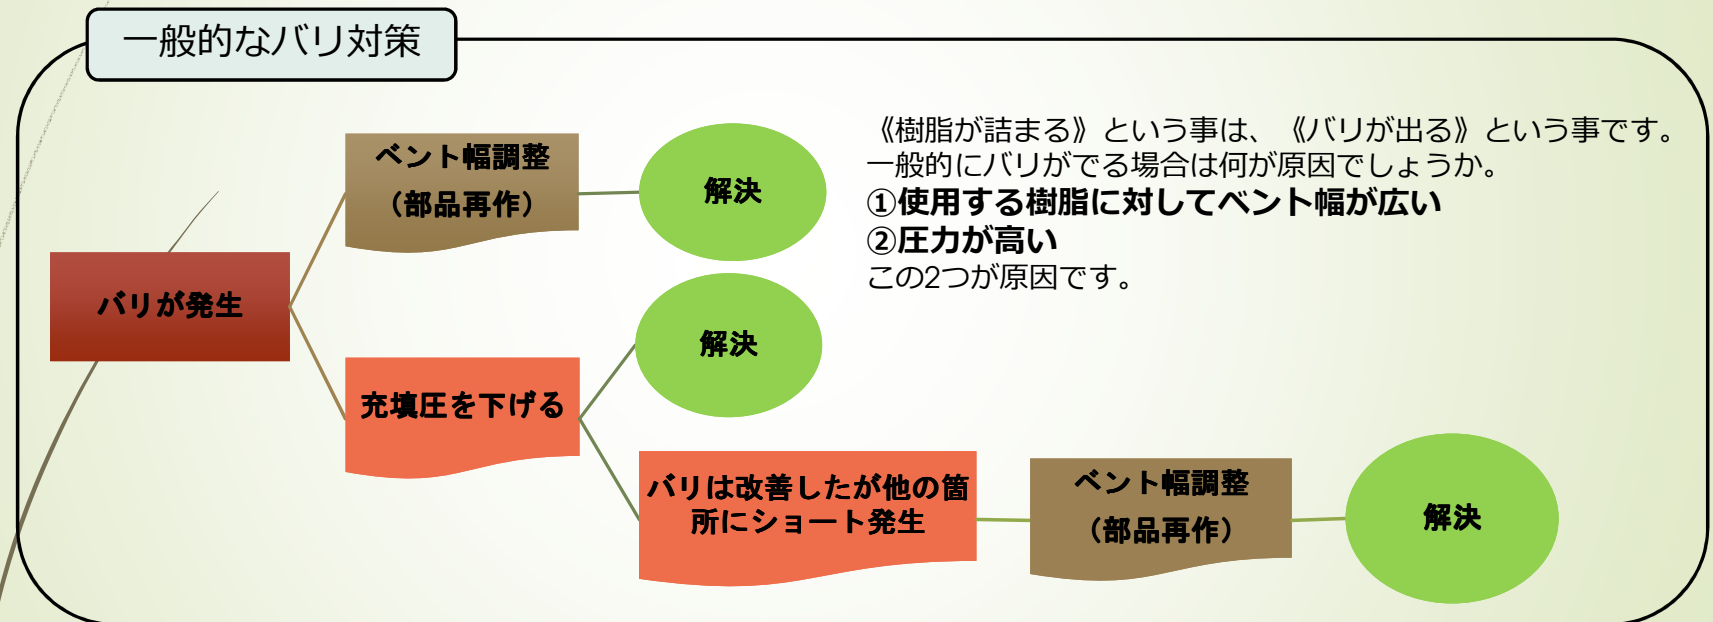 一般的なバリ対策
《樹脂が詰まる》という事は、《バリが出る》という事です。
一般的にバリがでる場合は何が原因でしょうか。
①使用する樹脂に対してベント幅が広い
②圧力が高い
この2つが原因です。
バリが発生
ベント幅調整
（部品再作）
解決
充填圧を下げる
解決
バリは改善したが他の箇
所にショート発生
ベント幅調整
（部品再作）
解決